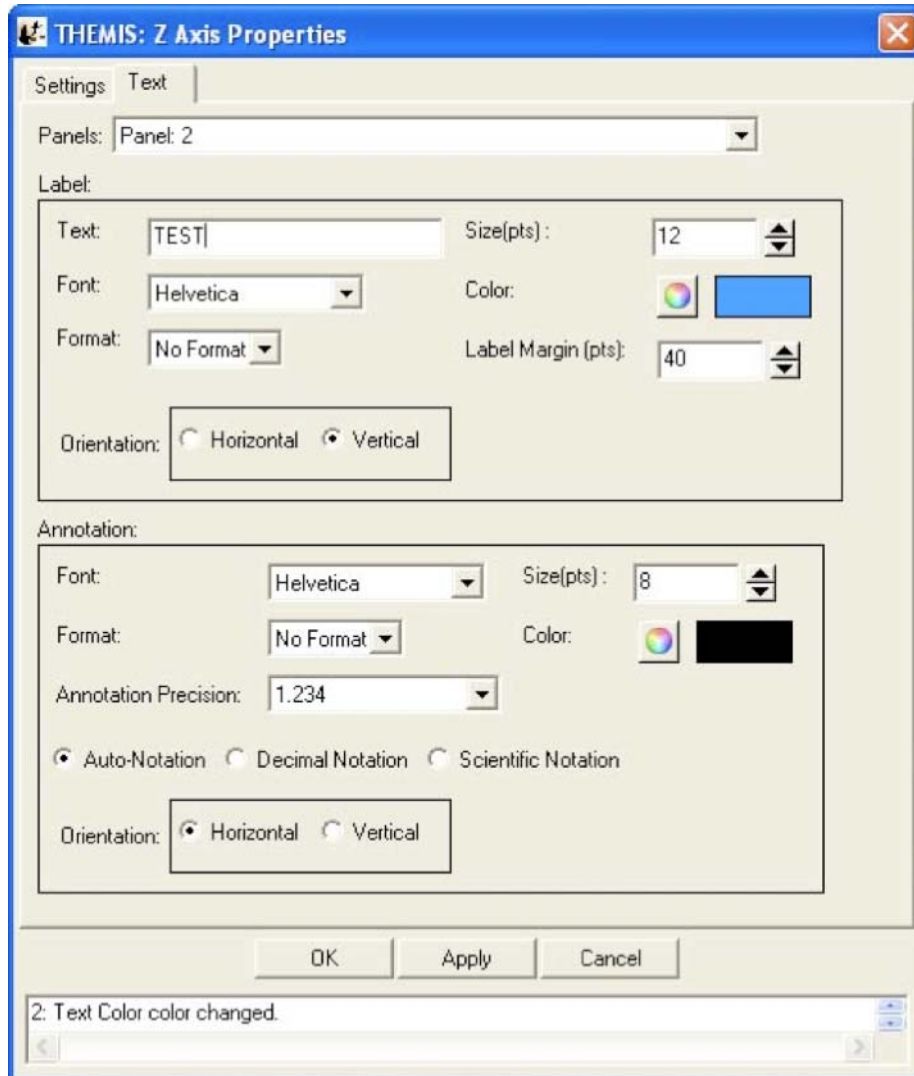 THEMIS: Z Axis Properties
Settings Text
Panels: Panel: 2
Label:
Text: TEST Size(pts) : 12
Font: Helvetica Color:
Format: No Format Label Margin (pts): 40
Orientation: Horizontal Vertical
Annotation:
Font: Helvetica Size(pts) : 8
Format: No Format Color:
Annotation Precision: 1.234
Auto-Notation Decimal Notation Scientific Notation
Orientation: Horizontal Vertical
OK Apply Cancel
2: Text Color color changed.